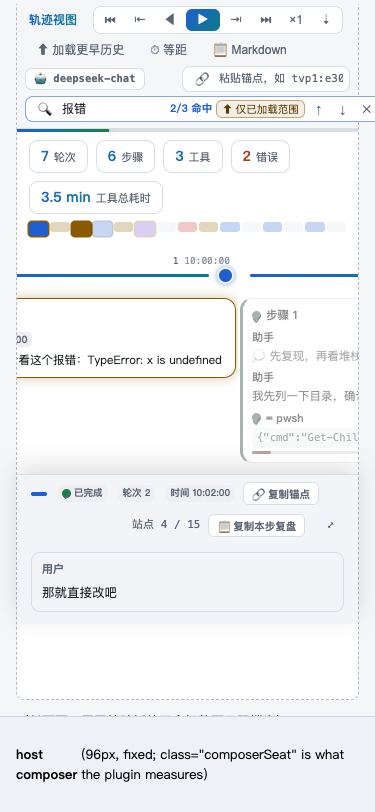 轨迹视图 ×1
加载更早历史 等距 Markdown
deepseek-chat 粘贴锚点，如 tvp1:e30
报错 2/3 命中 仅已加载范围
7 轮次 6 步骤 3 工具 2 错误
3.5 min 工具总耗时
1 10:00:00
步骤 1
助手
先复现，再看堆栈
看这个报错：TypeError: x is undefined
助手
我先列一下目录，确
pwsh
{"cmd":"Get-Chil
已完成 轮次 2 时间 10:02:00 复制锚点
站点 4 / 15 复制本步复盘
用户
那就直接改吧
host composer (96px, fixed; class="composerSeat" is what the plugin measures)